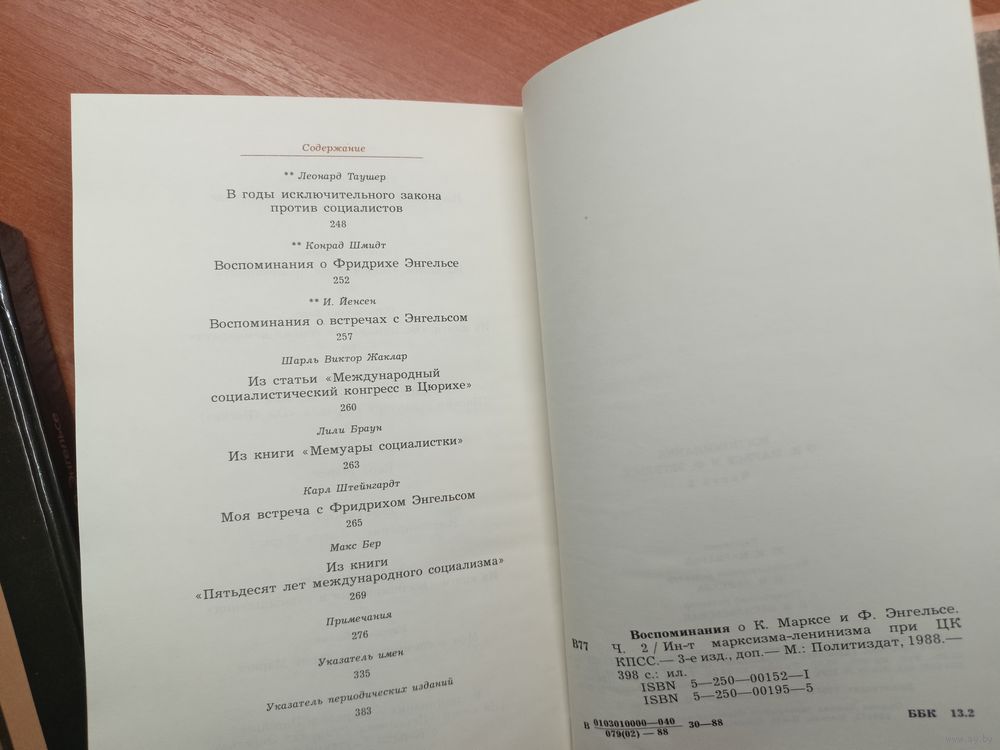 Содержание
** Леонард Таушер
В годы исключительного закона
против социалистов
248
** Конрад Шмидт
Воспоминания о Фридрихе Энгельсе
252
** И. Йенсен
Воспоминания о встречах с Энгельсом
257
Шарль Виктор Жаклар
Из статьи «Международный
социалистический конгресс в Цюрихе»
260
Лили Браун
Из книги «Мемуары социалистки»
263
Карл Штейнгардт
Моя встреча с Фридрихом Энгельсом
265
Макс Бер
Из книги
«Пятьдесят лет международного социализма»
269
Примечания
276
Указатель имен
335
Указатель периодических изданий
383
Энгельсе
Воспоминания о К. Марксе и Ф. Энгельсе.
В77 Ч. 2 / Ин-т марксизма-ленинизма при ЦК
КПСС.— 3-е изд., доп.— М.: Политиздат, 1988.—
398 с.: ил.
ISBN 5—250—00152—I
ISBN 5—250—00195—5
В 0103010000—040 30—88
079(02) — 88
ББК 13.2
www.ay.by